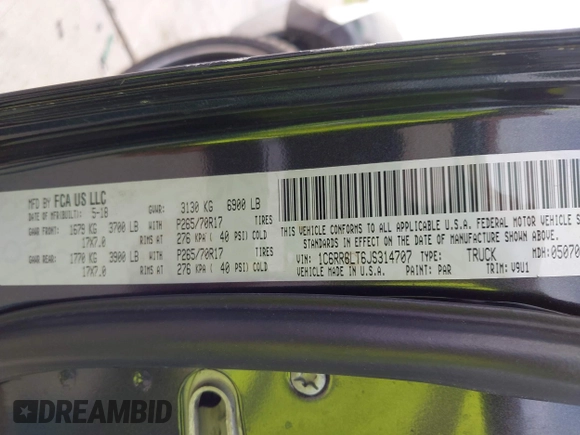 MFD BY FCA US LLC
DATE OF MFR(BUILT): 5-18 GVWR: 3130 KG 6900 LB
GAWR FRONT: 1679 KG 3700 LB WITH P265/70R17 TIRES
17X7.0 RIMS AT 276 KPA ( 40 PSI) COLD
GAWR REAR: 1770 KG 3900 LB WITH P265/70R17 TIRES
17X7.0 RIMS AT 276 KPA ( 40 PSI) COLD
THIS VEHICLE CONFORMS TO ALL APPLICABLE U.S.A. FEDERAL MOTOR VEHICLE S
STANDARDS IN EFFECT ON THE DATE OF MANUFACTURE SHOWN ABOVE.
VIN: 1C6RR6LT6JS314707 TYPE: TRUCK MDH: 05070
VEHICLE MADE IN U.S.A. PAINT: PAR TRIM: V9U1
DREAMBID